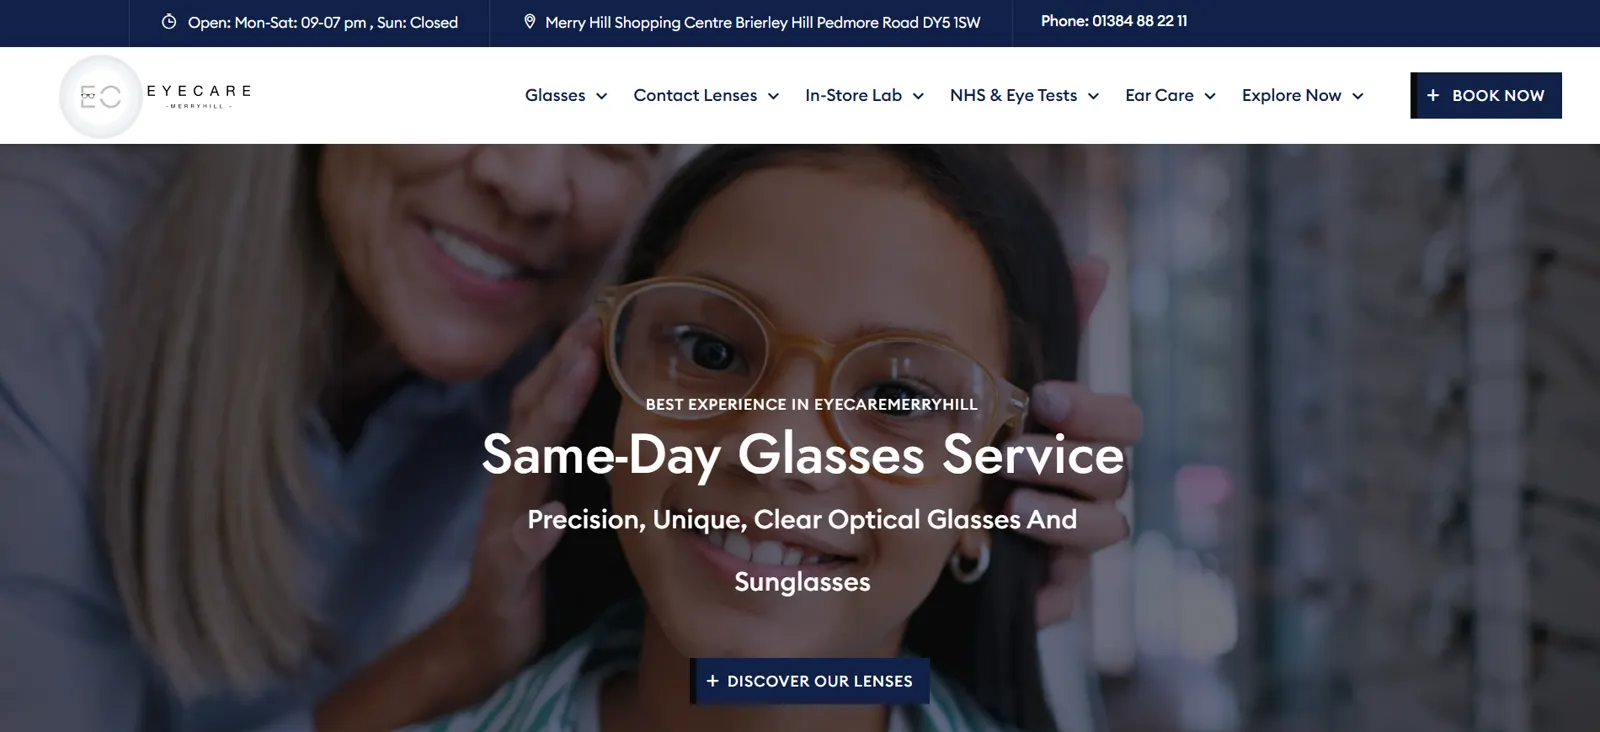 Open: Mon-Sat: 09-07 pm , Sun: Closed
Merry Hill Shopping Centre Brierley Hill Pedmore Road DY5 1SW
Phone: 01384 88 22 11
EC
EYECARE
- MERRYHILL -
Glasses
Contact Lenses
In-Store Lab
NHS & Eye Tests
Ear Care
Explore Now
+ BOOK NOW
BEST EXPERIENCE IN EYECAREMERRYHILL
Same-Day Glasses Service
Precision, Unique, Clear Optical Glasses And
Sunglasses
+ DISCOVER OUR LENSES